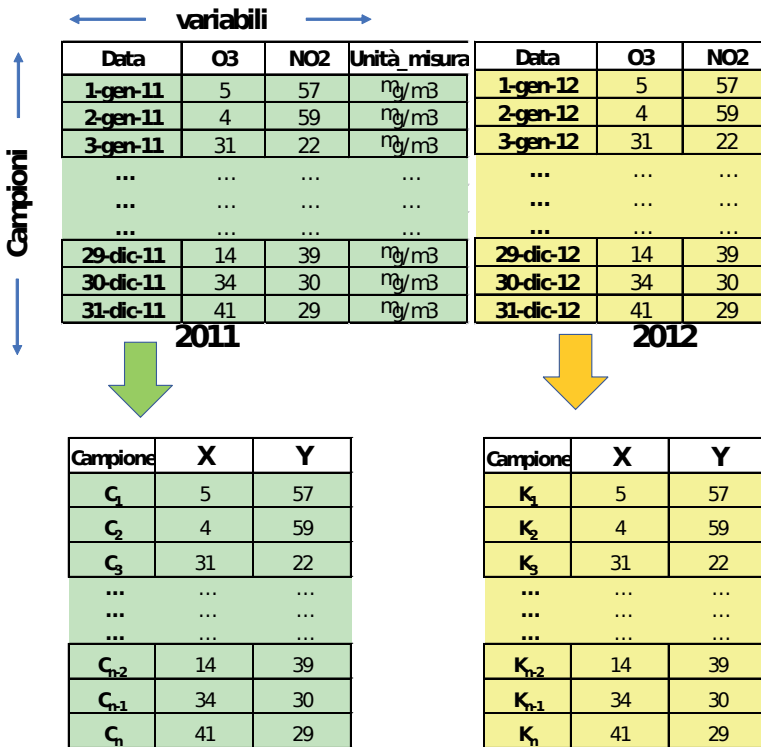 variabili
Campioni
Data O3 NO2 Unità_misura
1-gen-11 5 57 mg/m3
2-gen-11 4 59 mg/m3
3-gen-11 31 22 mg/m3
... ... ... ...
... ... ... ...
... ... ... ...
29-dic-11 14 39 mg/m3
30-dic-11 34 30 mg/m3
31-dic-11 41 29 mg/m3
2011
Data O3 NO2
1-gen-12 5 57
2-gen-12 4 59
3-gen-12 31 22
... ... ...
... ... ...
... ... ...
29-dic-12 14 39
30-dic-12 34 30
31-dic-12 41 29
2012
Campione X Y
C1 5 57
C2 4 59
C3 31 22
... ... ...
... ... ...
... ... ...
Cn-2 14 39
Cn-1 34 30
Cn 41 29
Campione X Y
K1 5 57
K2 4 59
K3 31 22
... ... ...
... ... ...
... ... ...
Kn-2 14 39
Kn-1 34 30
Kn 41 29